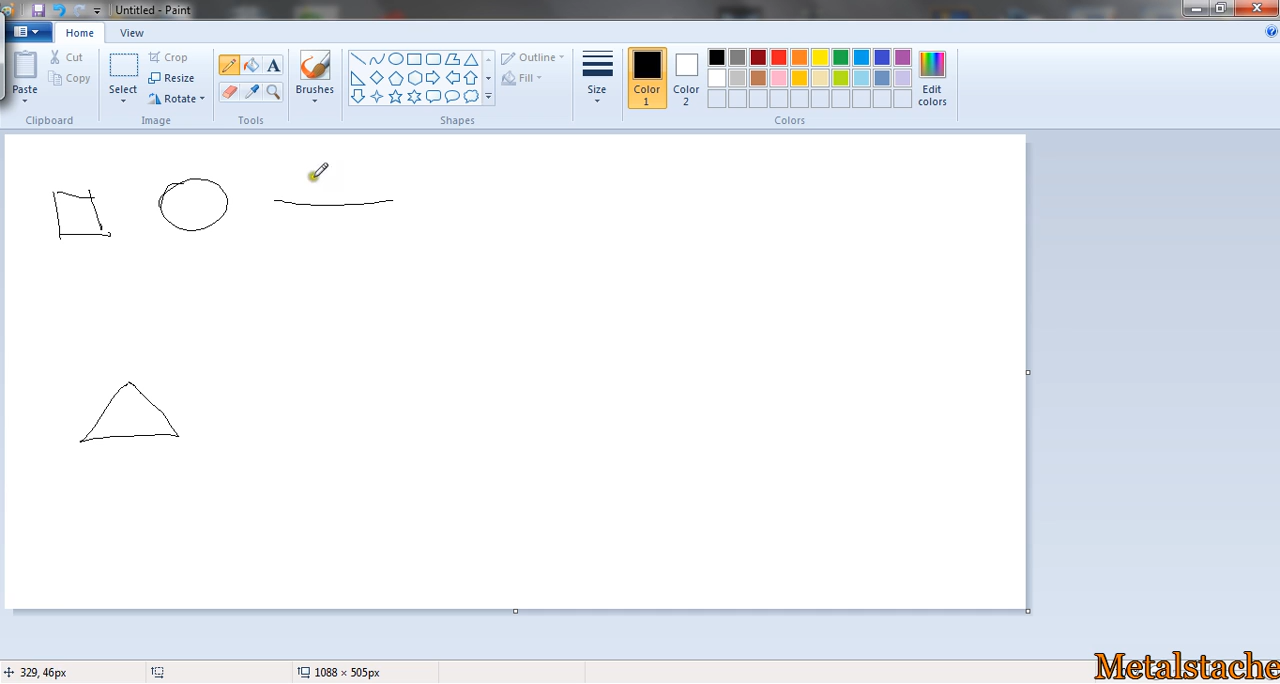 Untitled - Paint
Home View
Paste
Cut
Copy
Clipboard
Select
Crop
Resize
Rotate
Image
Tools
Brushes
Shapes
Outline
Fill
Size
Color 1
Color 2
Edit colors
Colors
329, 46px
1088 × 505px
Metalstache